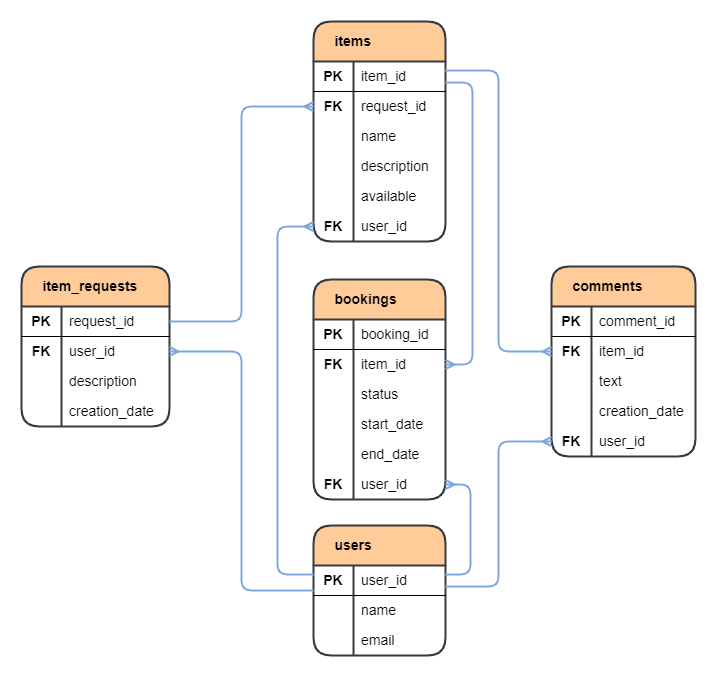 items
PK item_id
FK request_id
name
description
available
FK user_id
item_requests
PK request_id
FK user_id
description
creation_date
bookings
PK booking_id
FK item_id
status
start_date
end_date
FK user_id
comments
PK comment_id
FK item_id
text
creation_date
FK user_id
users
PK user_id
name
email